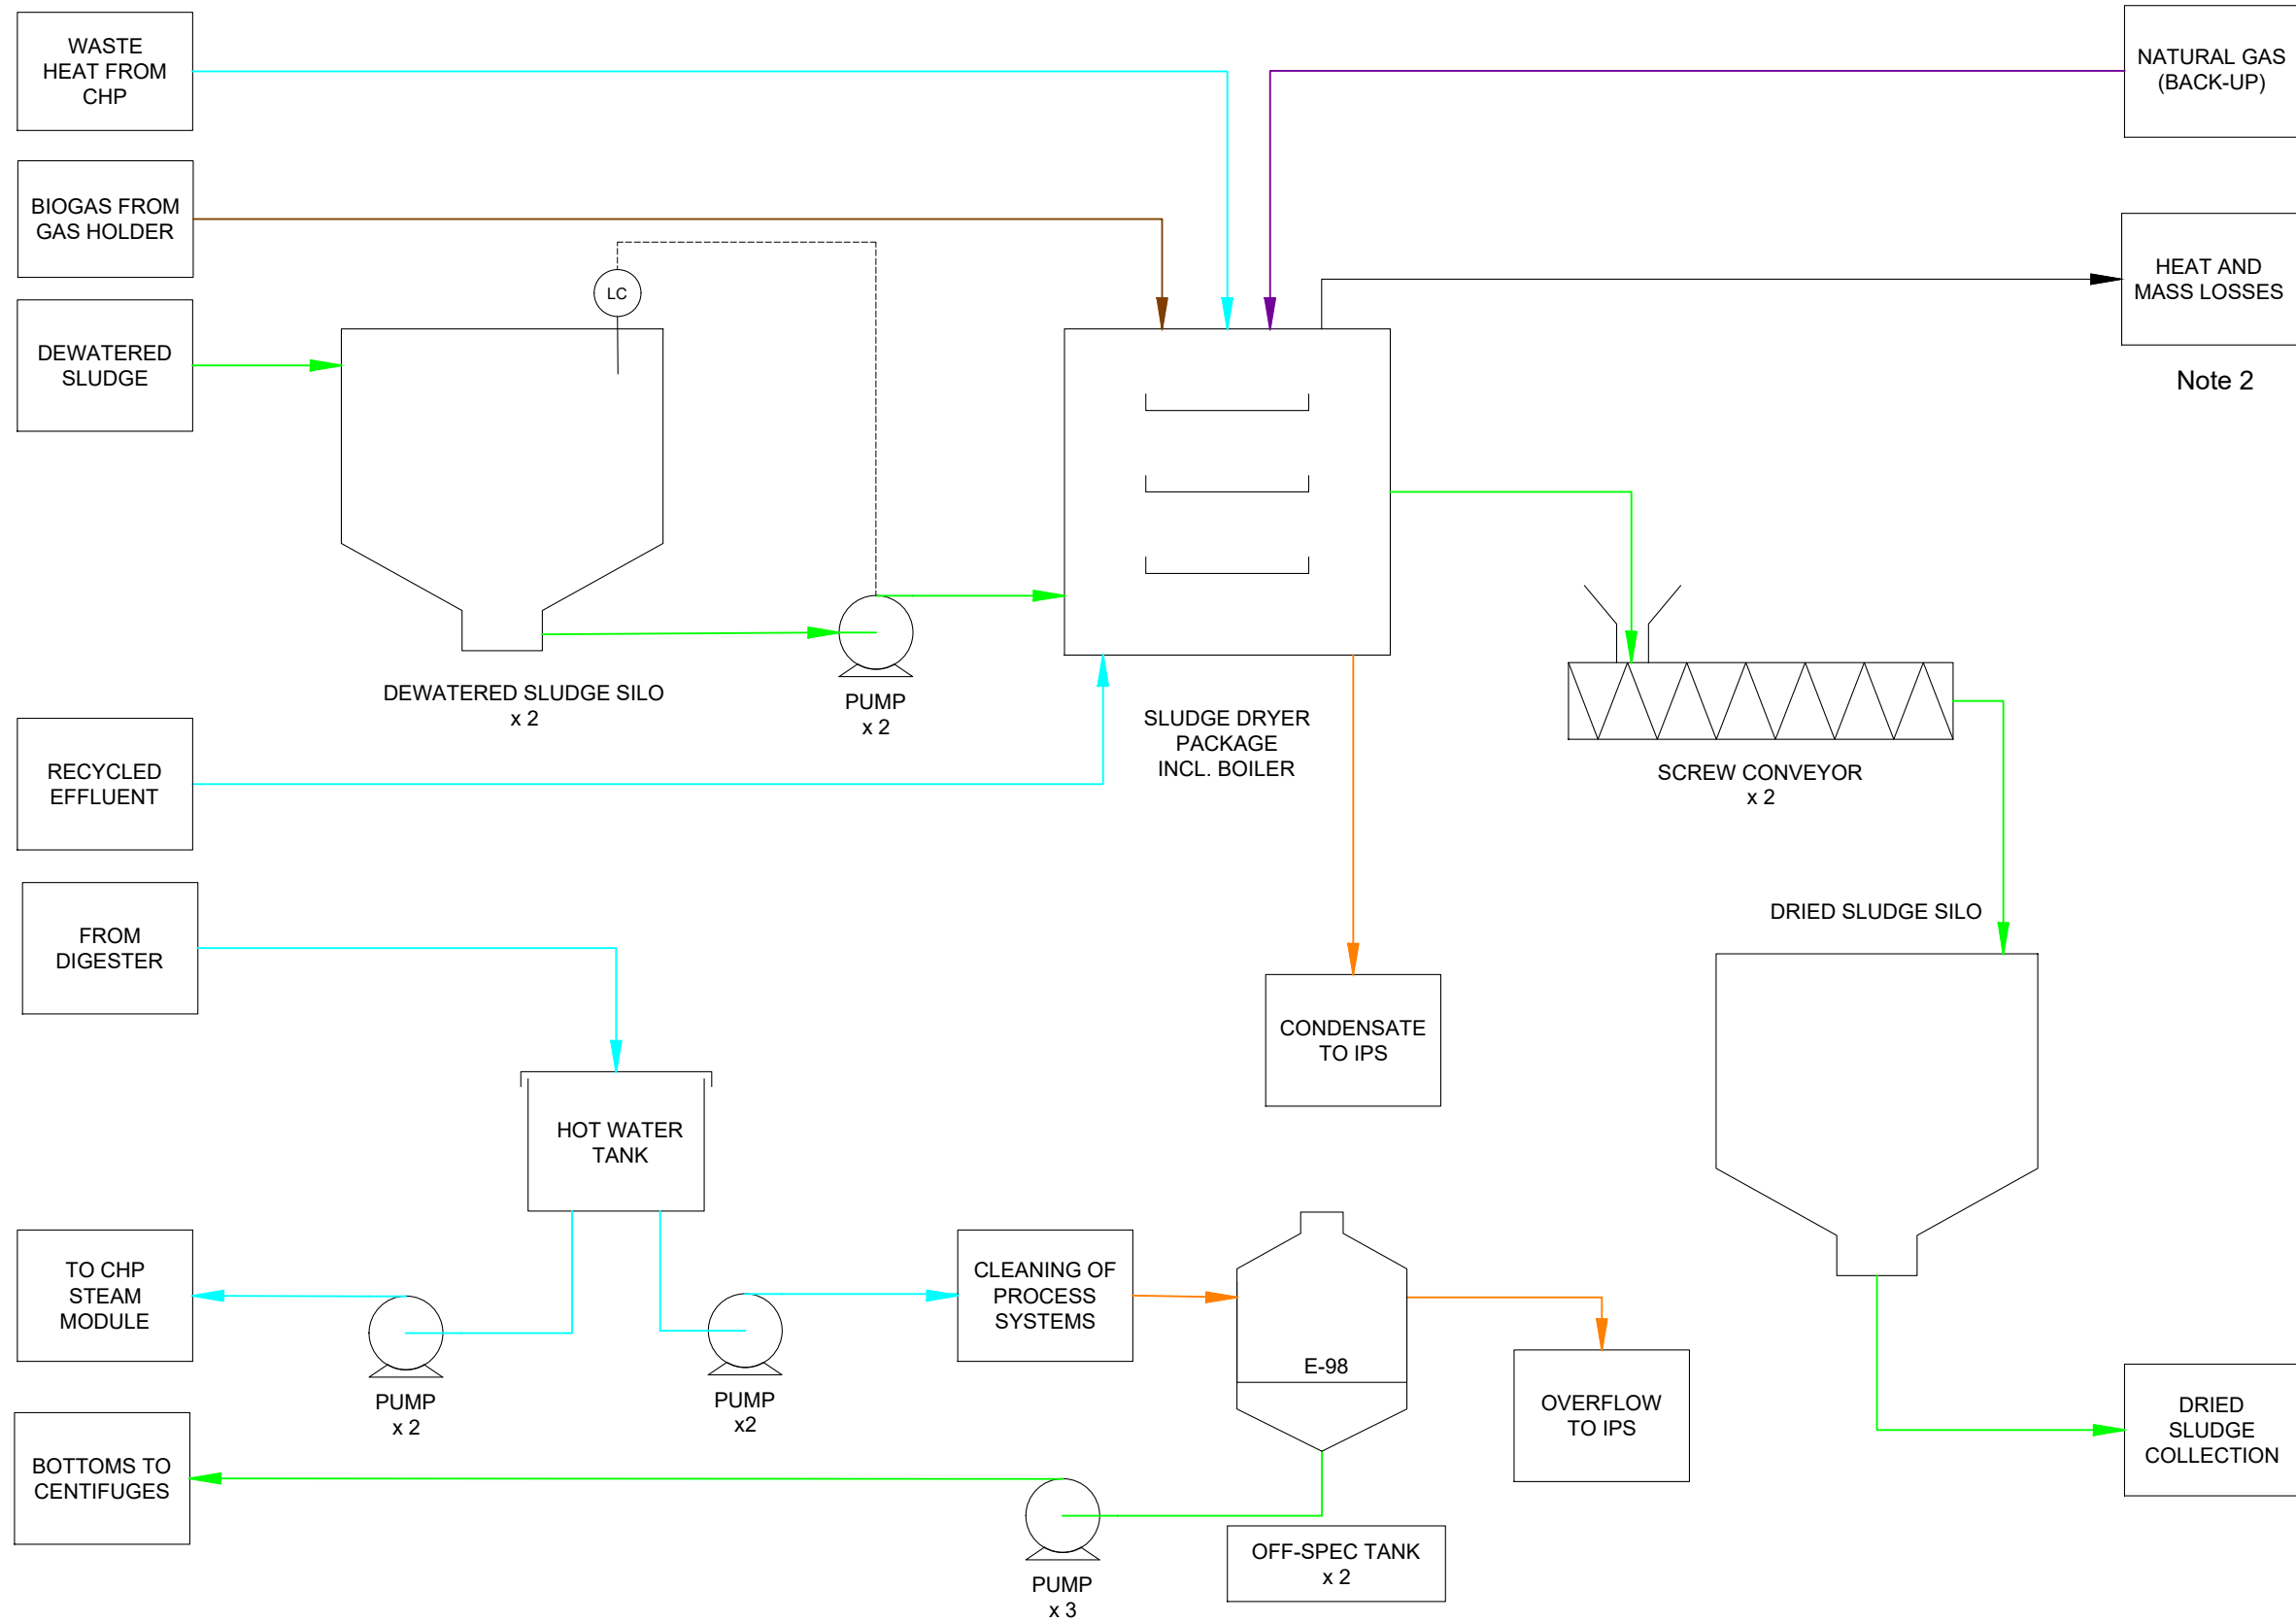 WASTE
HEAT FROM
CHP
NATURAL GAS
(BACK-UP)
BIOGAS FROM
GAS HOLDER
HEAT AND
MASS LOSSES
Note 2
LC
DEWATERED
SLUDGE
DEWATERED SLUDGE SILO
x 2
PUMP
x 2
SLUDGE DRYER
PACKAGE
INCL. BOILER
SCREW CONVEYOR
x 2
RECYCLED
EFFLUENT
FROM
DIGESTER
DRIED SLUDGE SILO
CONDENSATE
TO IPS
HOT WATER
TANK
TO CHP
STEAM
MODULE
PUMP
x 2
PUMP
x2
CLEANING OF
PROCESS
SYSTEMS
E-98
OVERFLOW
TO IPS
DRIED
SLUDGE
COLLECTION
BOTTOMS TO
CENTIFUGES
PUMP
x 3
OFF-SPEC TANK
x 2